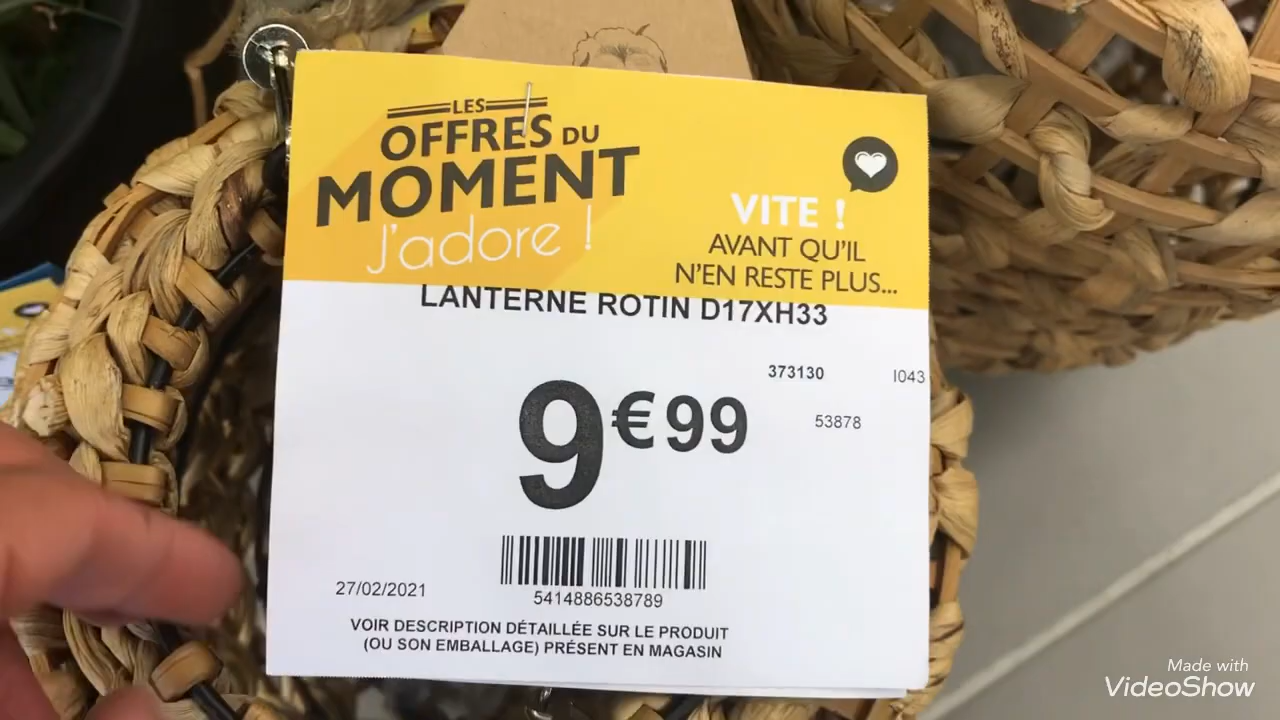 LES
OFFRES DU
MOMENT
J'adore !
VITE !
AVANT QU'IL
N'EN RESTE PLUS...
LANTERNE ROTIN D17XH33
373130
I043
53878
9€99
27/02/2021
5414886538789
VOIR DESCRIPTION DÉTAILLÉE SUR LE PRODUIT
(OU SON EMBALLAGE) PRÉSENT EN MAGASIN
Made with
VideoShow